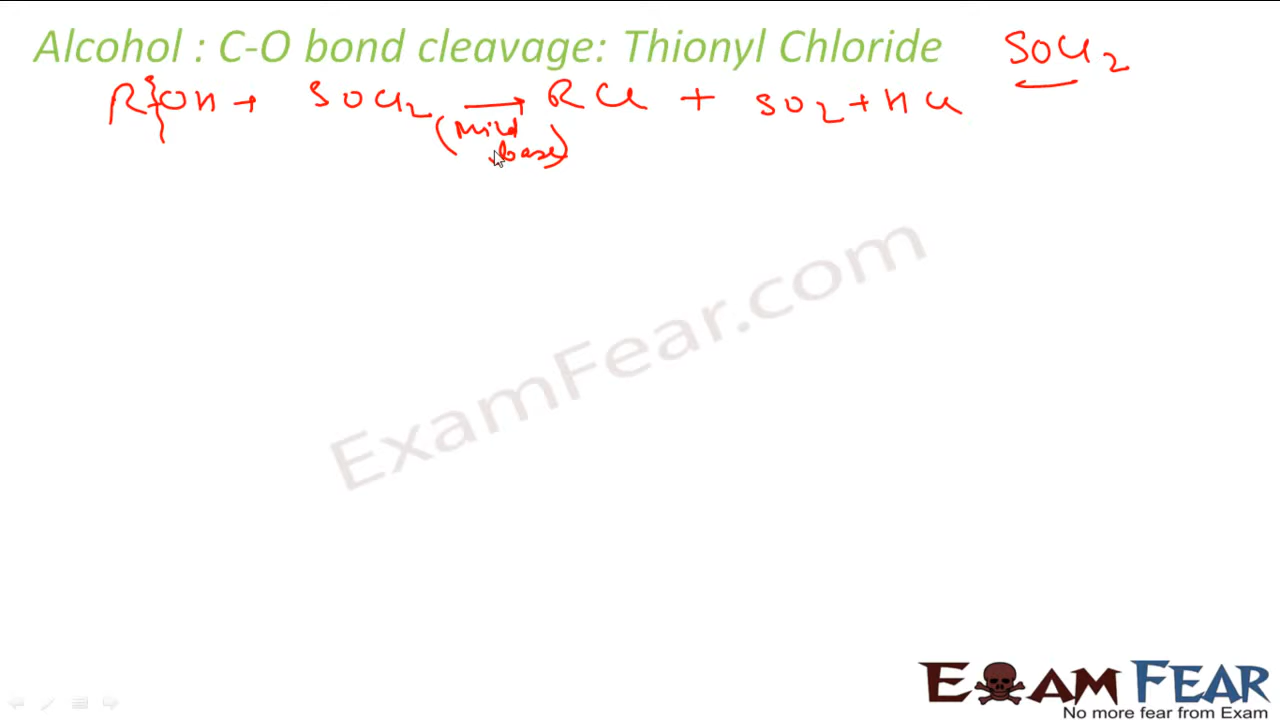 Alcohol : C-O bond cleavage: Thionyl Chloride SOCl2
R}OH + SOCl2 → RCl + SO2 + HCl
(mild
base)
ExamFear.com
EXAM FEAR
No more fear from Exam